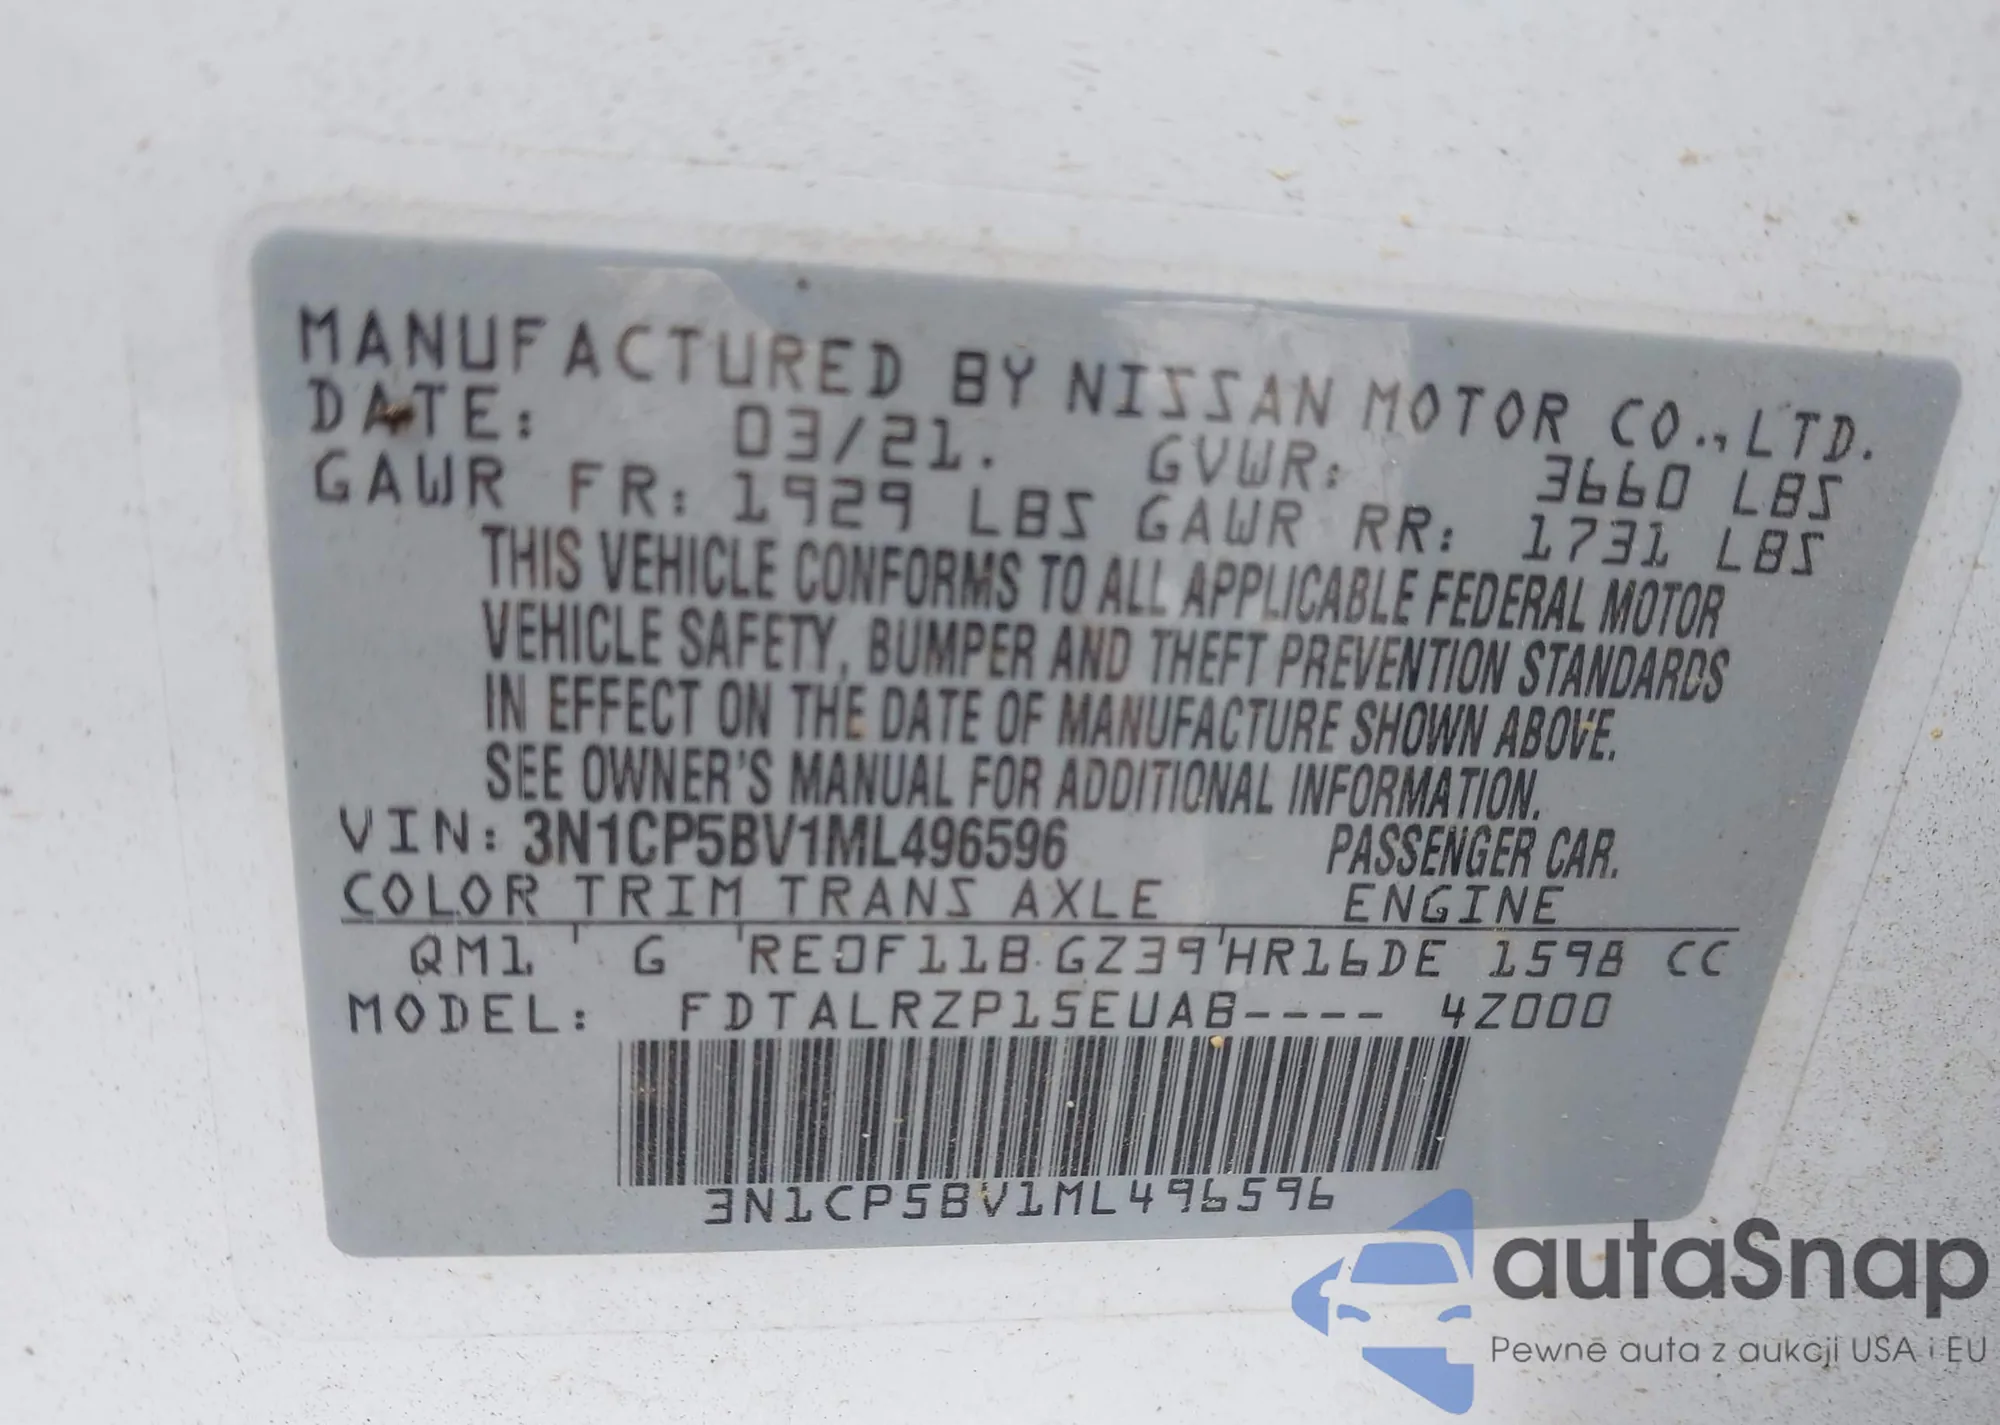 MANUFACTURED BY NISSAN MOTOR CO., LTD.
DATE: 03/21. GVWR: 3660 LBS
GAWR FR: 1929 LBS GAWR RR: 1731 LBS
THIS VEHICLE CONFORMS TO ALL APPLICABLE FEDERAL MOTOR
VEHICLE SAFETY, BUMPER AND THEFT PREVENTION STANDARDS
IN EFFECT ON THE DATE OF MANUFACTURE SHOWN ABOVE.
SEE OWNER'S MANUAL FOR ADDITIONAL INFORMATION.
VIN: 3N1CP5BV1ML496596 PASSENGER CAR.
COLOR TRIM TRANS AXLE ENGINE
QM1 G RE0F11B GZ39 HR16DE 1598 CC
MODEL: FDTALRZP15EUAB---- 4Z000
3N1CP5BV1ML496596
autaSnap
Pewne auta z aukcji USA i EU